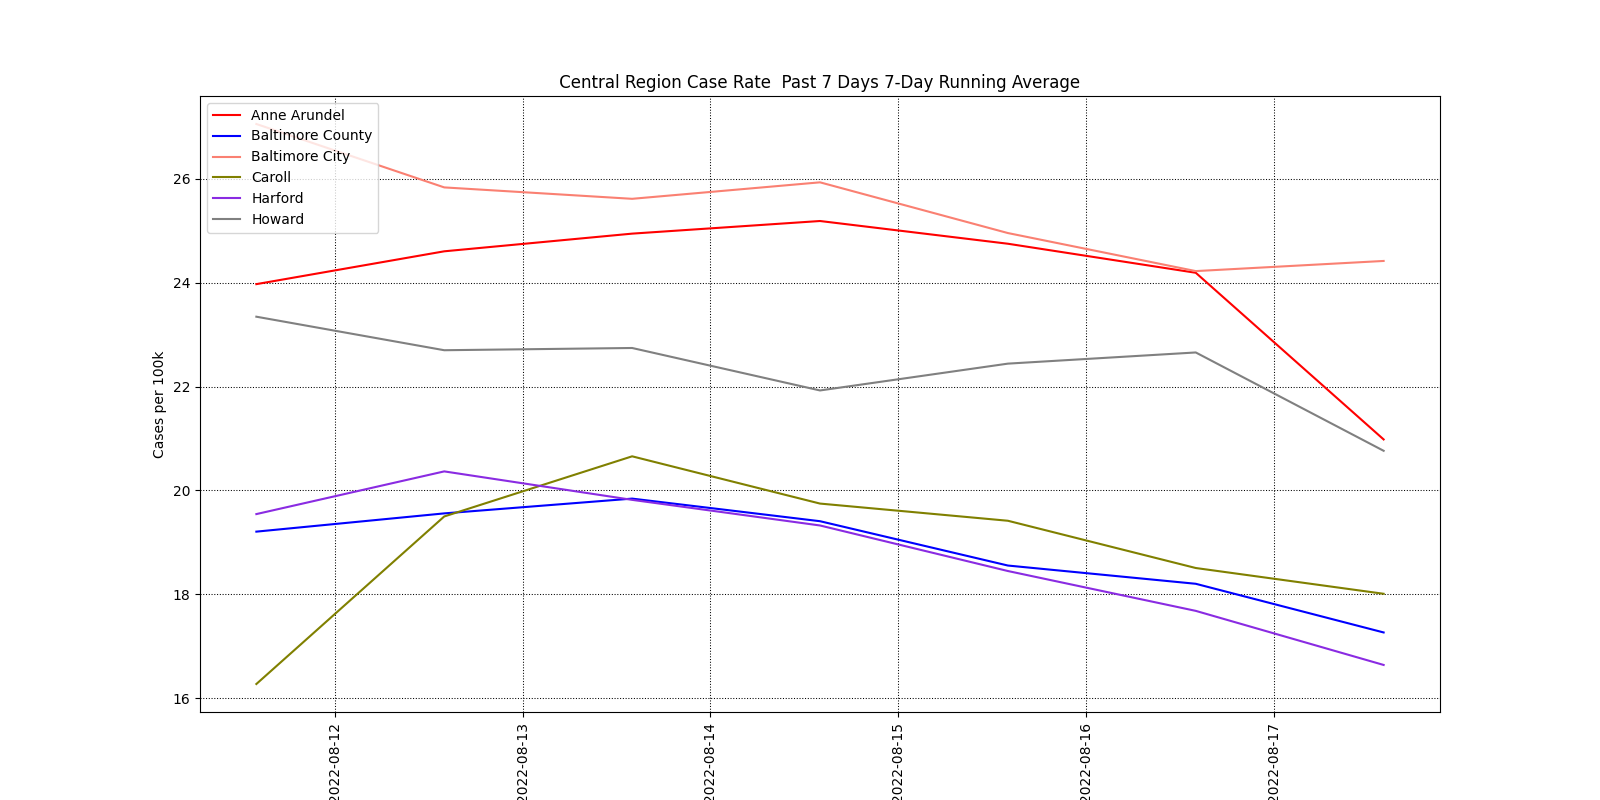 Central Region Case Rate  Past 7 Days 7-Day Running Average
Anne Arundel
Baltimore County
Baltimore City
Caroll
Harford
Howard
Cases per 100k
26
24
22
20
18
16
2022-08-12
2022-08-13
2022-08-14
2022-08-15
2022-08-16
2022-08-17